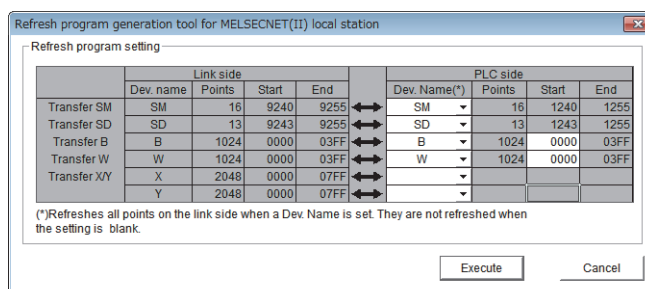 Refresh program generation tool for MELSECNET(II) local station
Refresh program setting
Link side PLC side
Dev. name Points Start End Dev. Name(*) Points Start End
Transfer SM SM 16 9240 9255 SM 16 1240 1255
Transfer SD SD 13 9243 9255 SD 13 1243 1255
Transfer B B 1024 0000 03FF B 1024 0000 03FF
Transfer W W 1024 0000 03FF W 1024 0000 03FF
Transfer X/Y X 2048 0000 07FF
Y 2048 0000 07FF
(*)Refreshes all points on the link side when a Dev. Name is set. They are not refreshed when
the setting is blank.
Execute Cancel